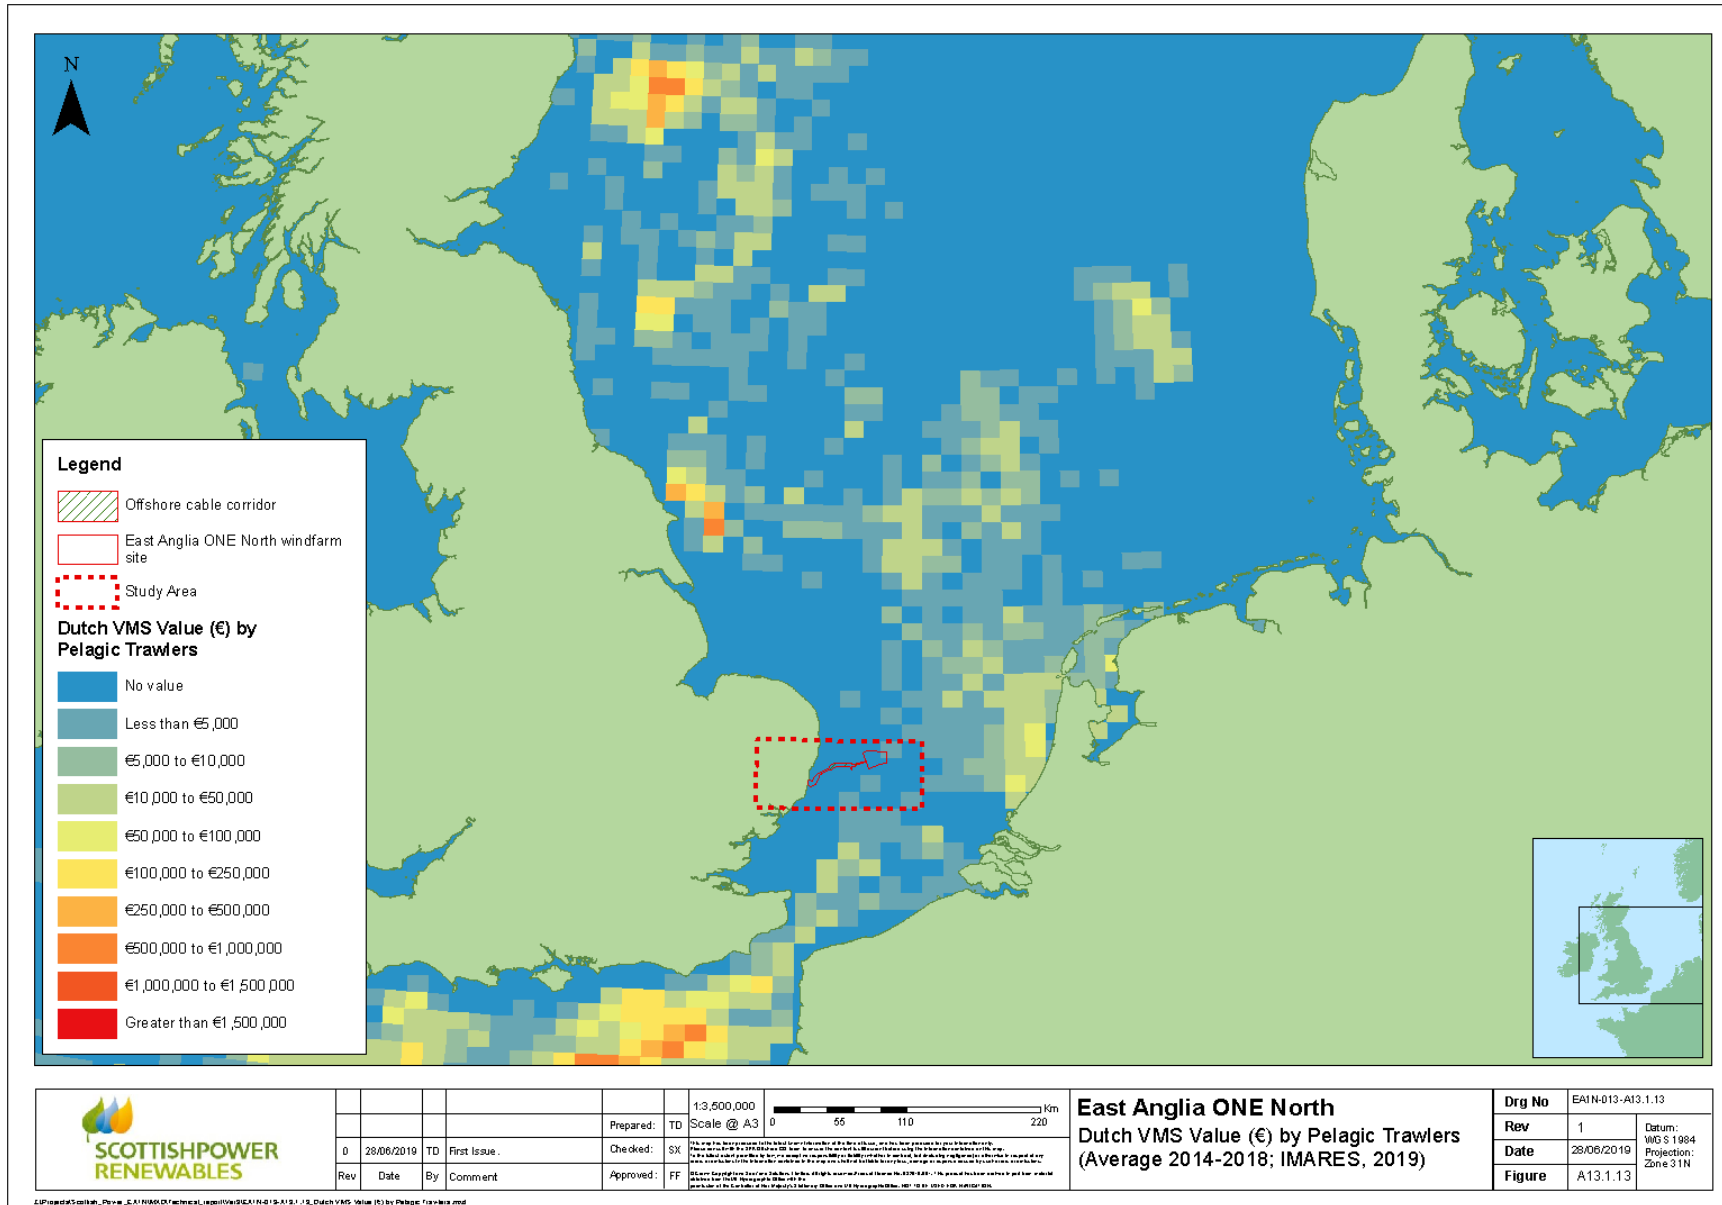 N
Legend
Offshore cable corridor
East Anglia ONE North windfarm
site
Study Area
Dutch VMS Value (€) by
Pelagic Trawlers
No value
Less than €5,000
€5,000 to €10,000
€10,000 to €50,000
€50,000 to €100,000
€100,000 to €250,000
€250,000 to €500,000
€500,000 to €1,000,000
€1,000,000 to €1,500,000
Greater than €1,500,000
SCOTTISHPOWER
RENEWABLES
0 28/06/2019 TD First Issue.
Rev Date By Comment
Prepared: TD
Checked: SX
Approved: FF
1:3,500,000
Scale @ A3
0 55 110 220 Km
East Anglia ONE North
Dutch VMS Value (€) by Pelagic Trawlers
(Average 2014-2018; IMARES, 2019)
Drg No EA1N-013-A13.1.13
Rev 1
Date 28/06/2019
Figure A13.1.13
Datum:
WGS 1984
Projection:
Zone 31N